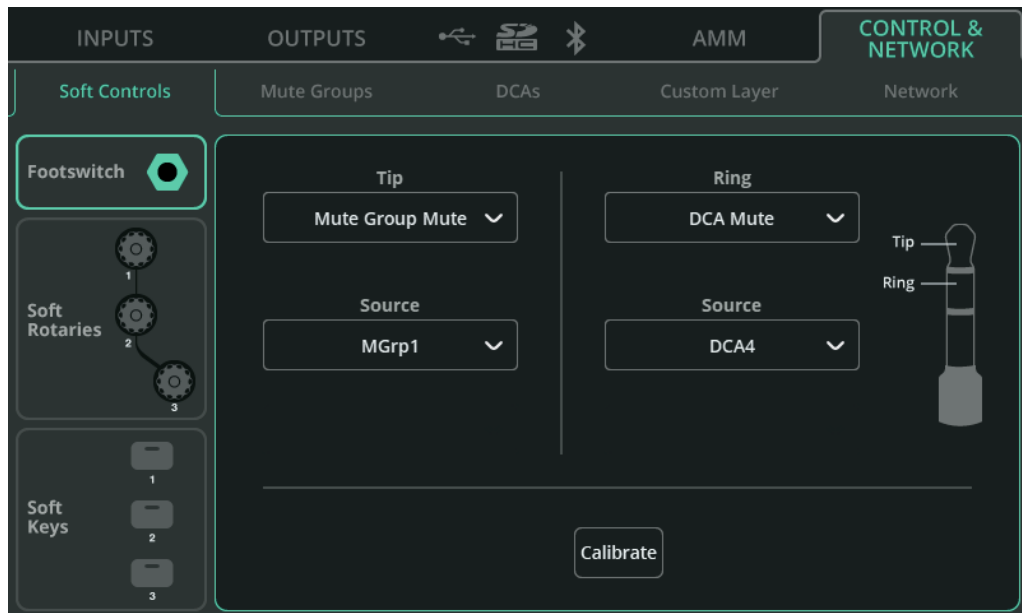 INPUTS
OUTPUTS
SD
HC
AMM
CONTROL &
NETWORK
Soft Controls
Mute Groups
DCAs
Custom Layer
Network
Footswitch
Soft
Rotaries
1
2
3
Soft
Keys
1
2
3
Tip
Mute Group Mute
Source
MGrp1
Ring
DCA Mute
Source
DCA4
Tip
Ring
Calibrate